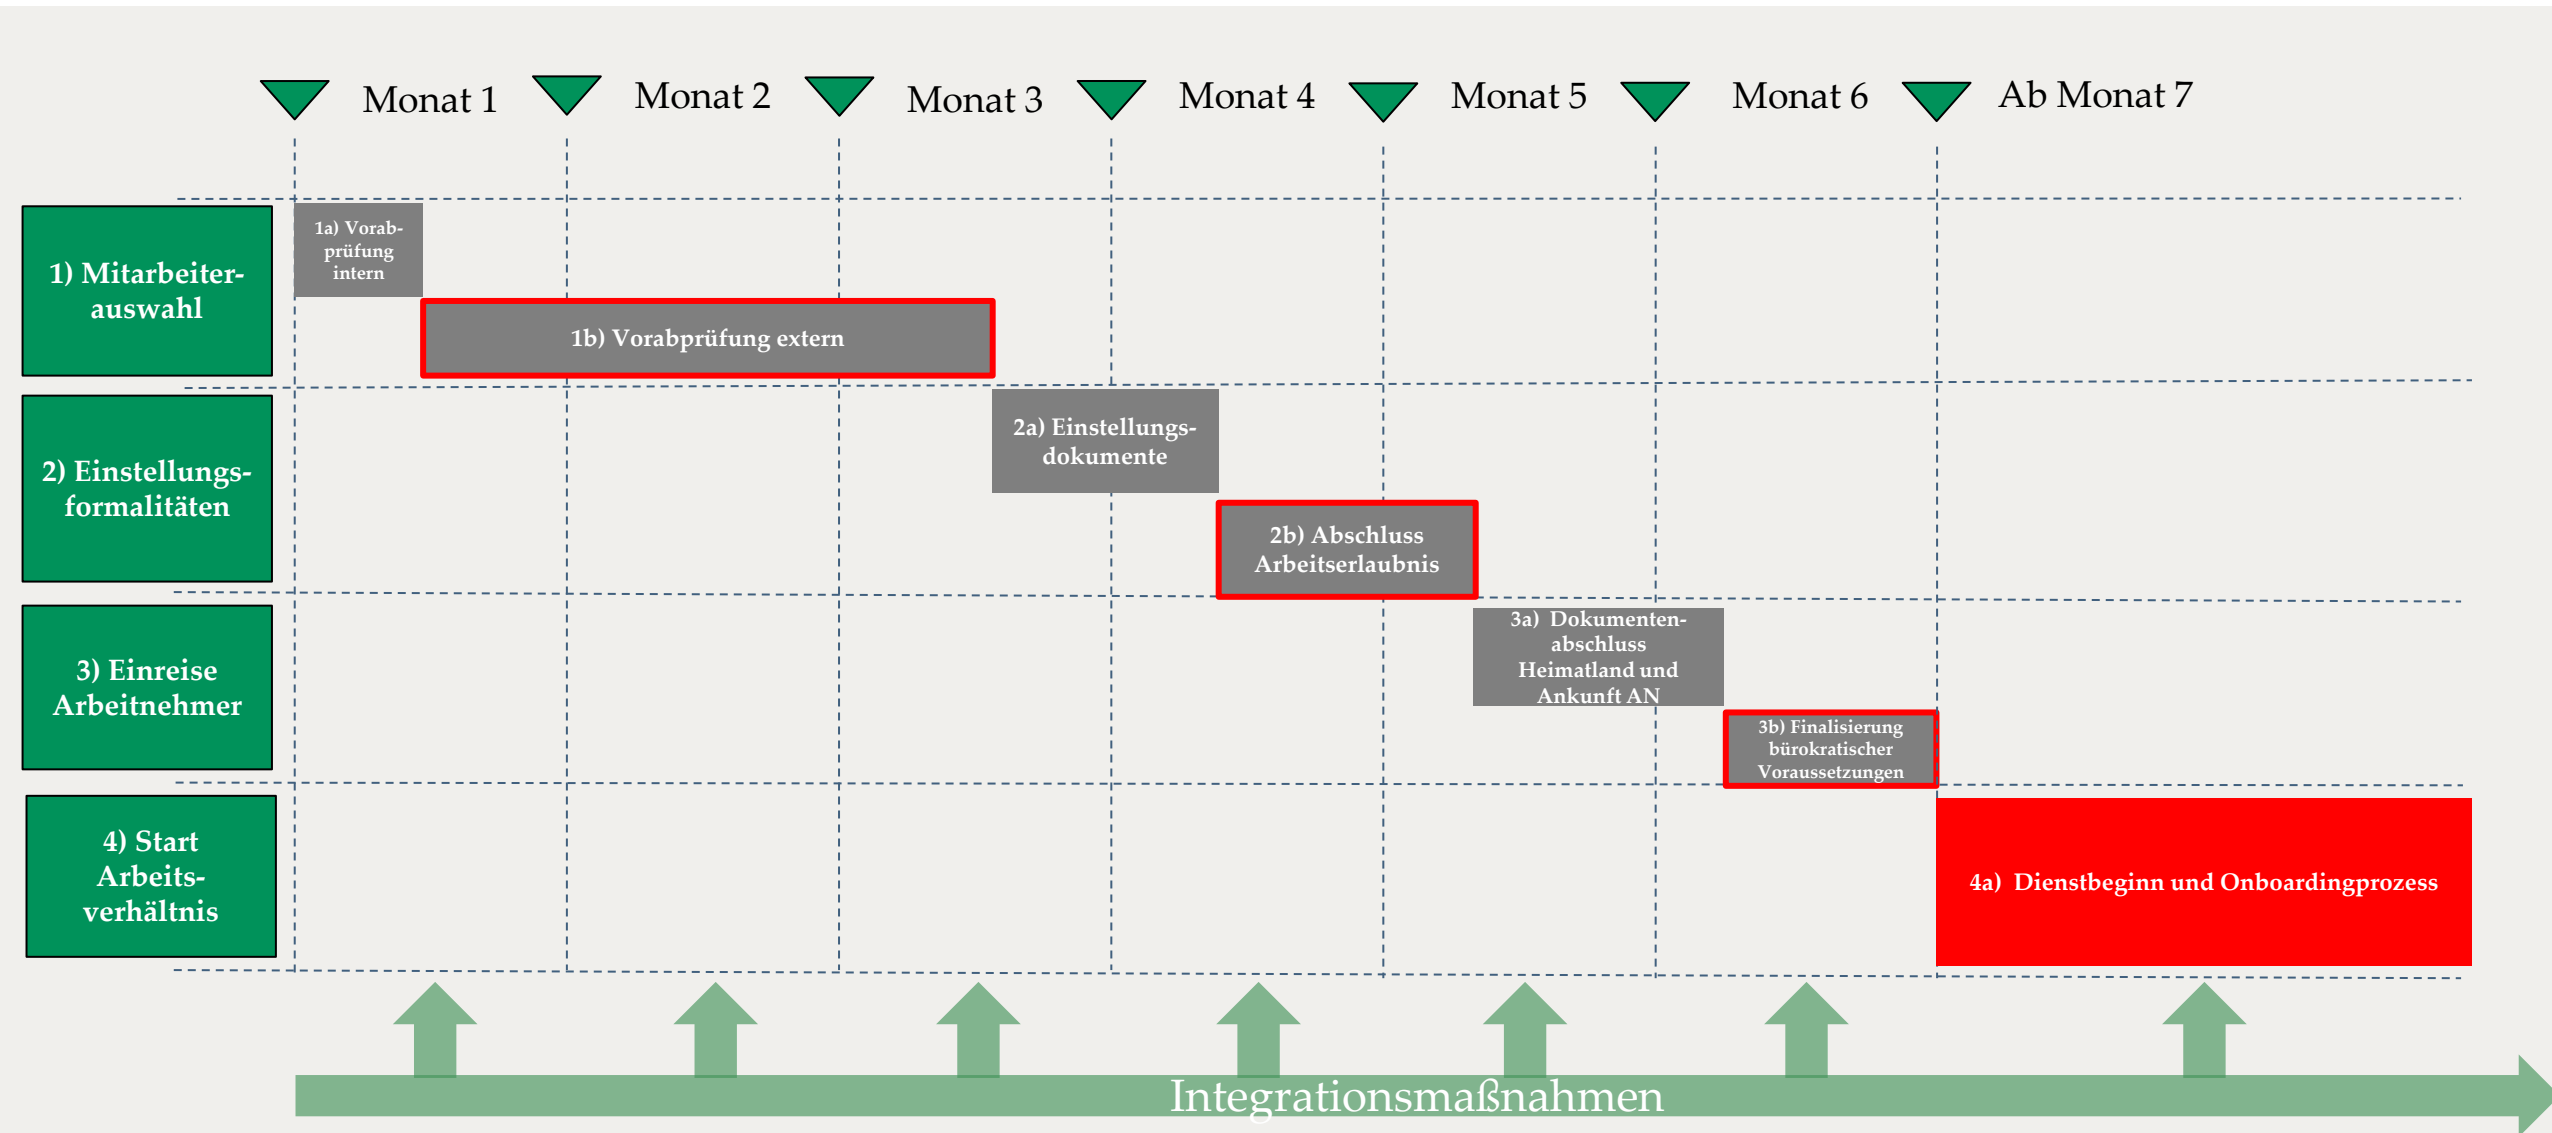 Monat 1
Monat 2
Monat 3
Monat 4
Monat 5
Monat 6
Ab Monat 7
1) Mitarbeiter-
auswahl
1a) Vorab-
prüfung
intern
1b) Vorabprüfung extern
2) Einstellungs-
formalitäten
2a) Einstellungs-
dokumente
2b) Abschluss
Arbeitserlaubnis
3) Einreise
Arbeitnehmer
3a) Dokumenten-
abschluss
Heimatland und
Ankunft AN
3b) Finalisierung
bürokratischer
Voraussetzungen
4) Start
Arbeits-
verhältnis
4a) Dienstbeginn und Onboardingprozess
Integrationsmaßnahmen